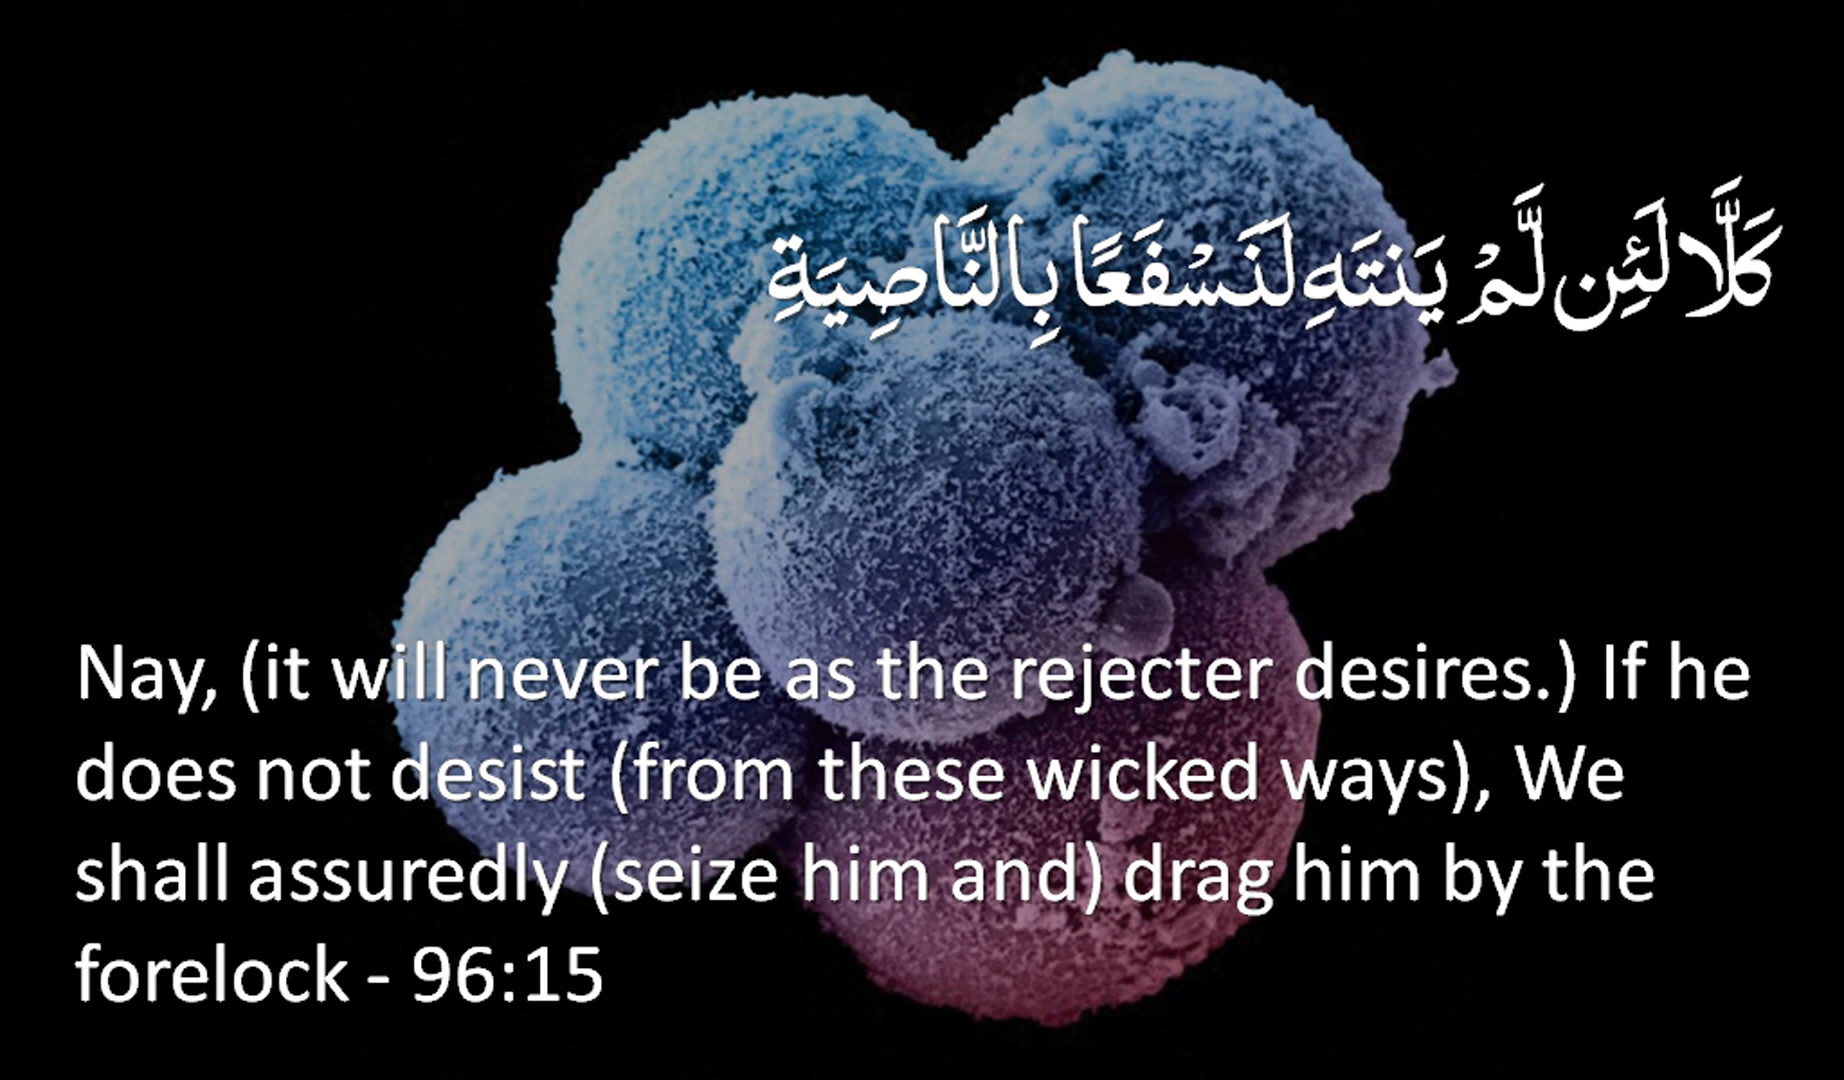 كَلَّا لَئِن لَّمْ يَنتَهِ لَنَسْفَعًا بِالنَّاصِيَةِ
Nay, (it will never be as the rejecter desires.) If he
does not desist (from these wicked ways), We
shall assuredly (seize him and) drag him by the
forelock - 96:15